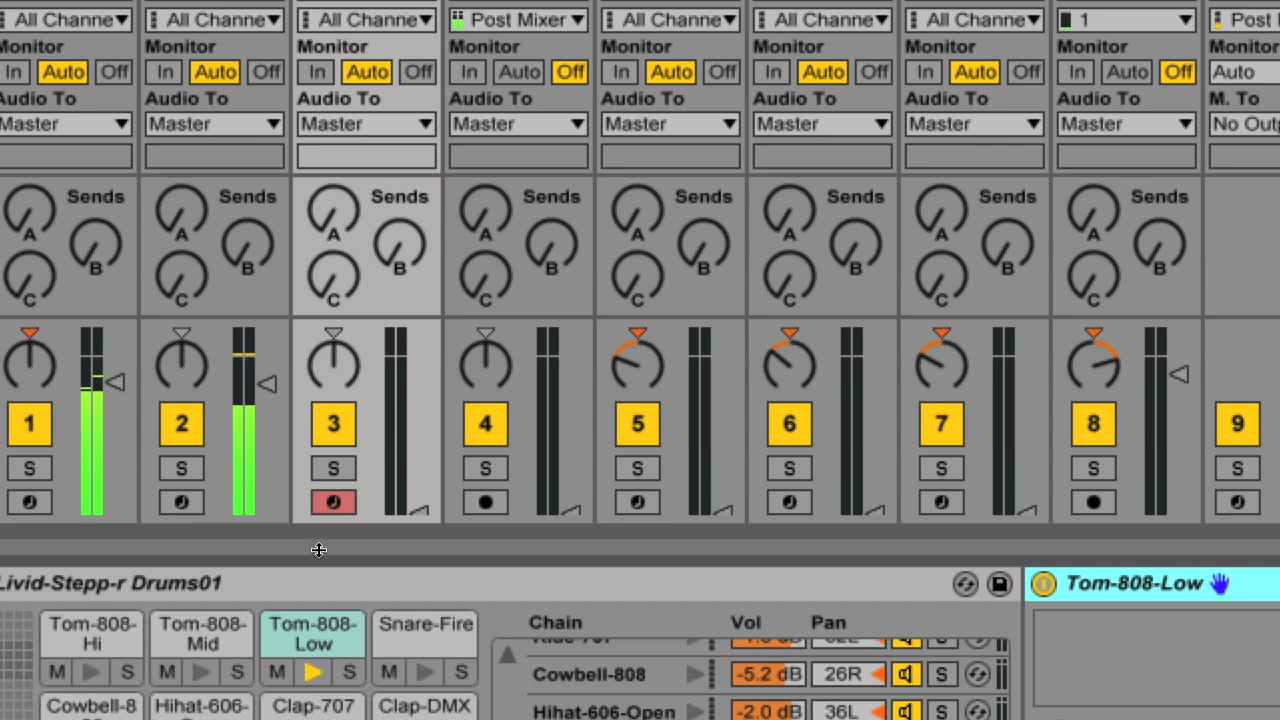 All Channe All Channe All Channe Post Mixer All Channe All Channe All Channe 1 Post
Monitor Monitor Monitor Monitor Monitor Monitor Monitor Monitor Monitor
In Auto Off In Auto Off In Auto Off In Auto Off In Auto Off In Auto Off In Auto Off In Auto Off Auto
Audio To Audio To Audio To Audio To Audio To Audio To Audio To Audio To M. To
Master Master Master Master Master Master Master Master No Outp
Sends Sends Sends Sends Sends Sends Sends Sends
A A A A A A A A
B B B B B B B B
C C C C C C C C
1 2 3 4 5 6 7 8 9
S S S S S S S S S
Livid-Stepp-r Drums01 Tom-808-Low
Tom-808-Hi Tom-808-Mid Tom-808-Low Snare-Fire Chain Vol Pan
M S M S M S M S
Cowbell-808 -5.2 dB 26R S
Cowbell-8 Hihat-606- Clap-707 Clap-DMX Hihat-606-Open -2.0 dB 36L S